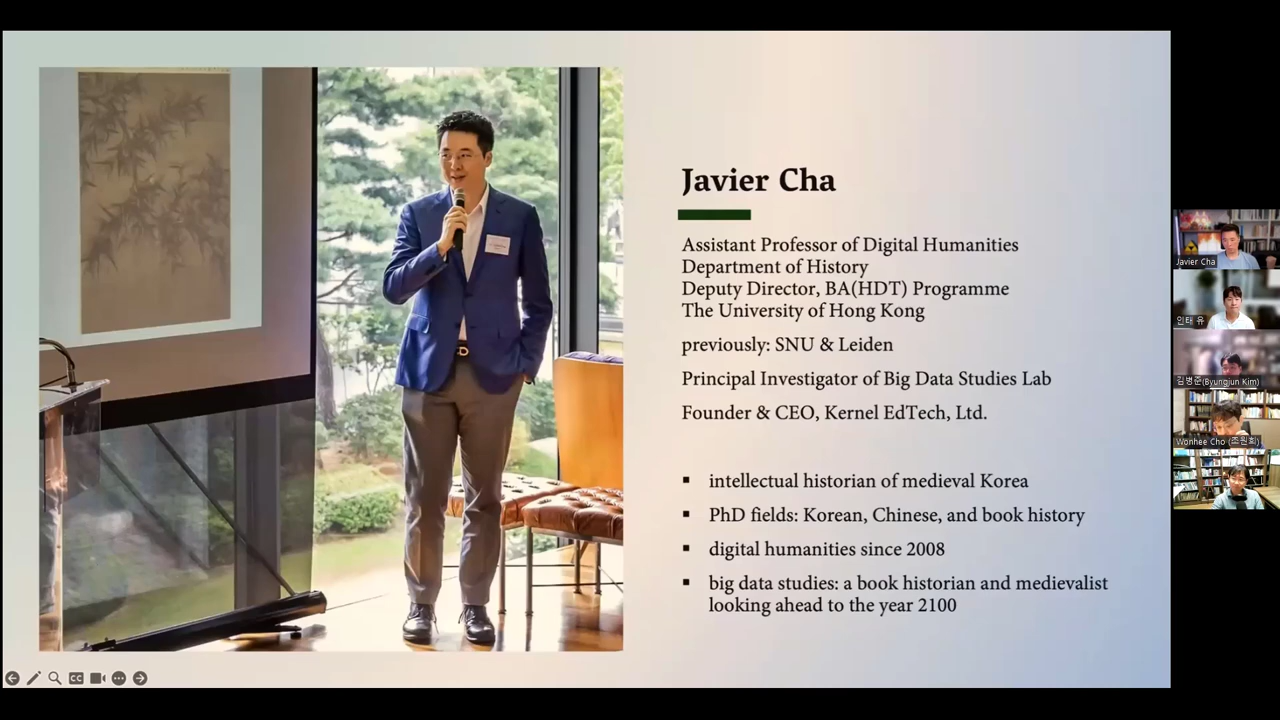 Javier Cha
Assistant Professor of Digital Humanities
Department of History
Deputy Director, BA(HDT) Programme
The University of Hong Kong
previously: SNU & Leiden
Principal Investigator of Big Data Studies Lab
Founder & CEO, Kernel EdTech, Ltd.
▪ intellectual historian of medieval Korea
▪ PhD fields: Korean, Chinese, and book history
▪ digital humanities since 2008
▪ big data studies: a book historian and medievalist
looking ahead to the year 2100
CC
Javier Cha
인태 유
김병준(Byungjun Kim)
Wonhee Cho (조원희)